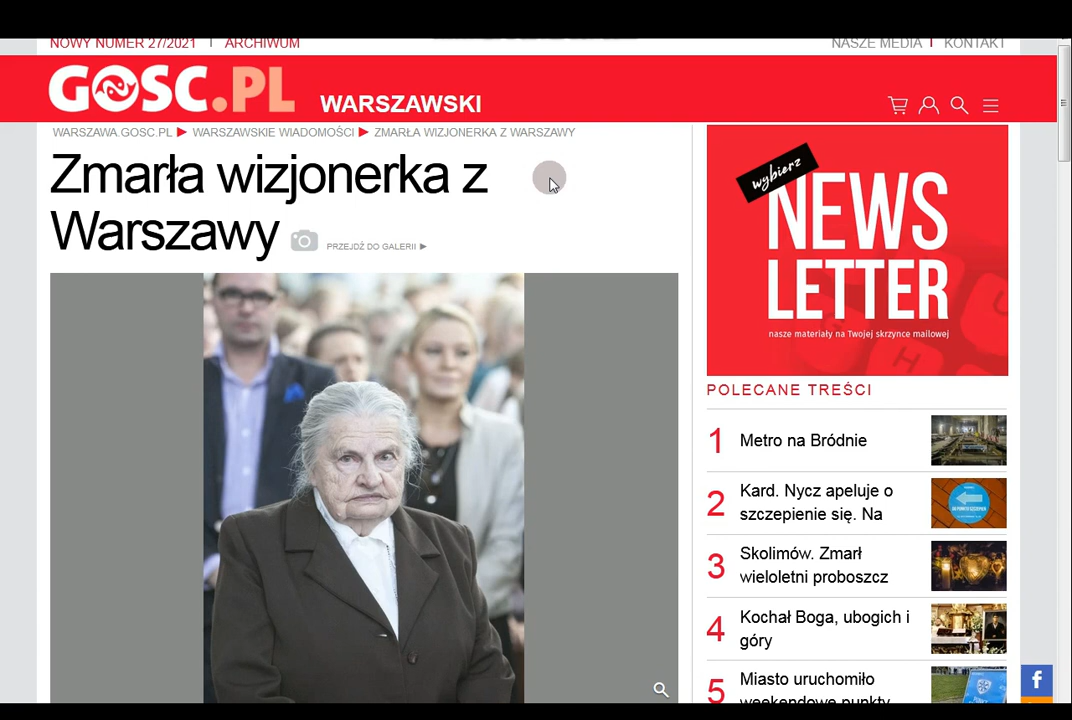 NOWY NUMER 27/2021 | ARCHIWUM
NASZE MEDIA | KONTAKT
GOSC.PL WARSZAWSKI
WARSZAWA.GOSC.PL ▶ WARSZAWSKIE WIADOMOŚCI ▶ ZMARŁA WIZJONERKA Z WARSZAWY
Zmarła wizjonerka z
Warszawy
PRZEJDŹ DO GALERII ▶
wybierz
NEWS
LETTER
nasze materiały na Twojej skrzynce mailowej
POLECANE TREŚCI
1 Metro na Bródnie
2 Kard. Nycz apeluje o
szczepienie się. Na
3 Skolimów. Zmarł
wieloletni proboszcz
4 Kochał Boga, ubogich i
góry
5 Miasto uruchomiło
weekendowe punkty
f